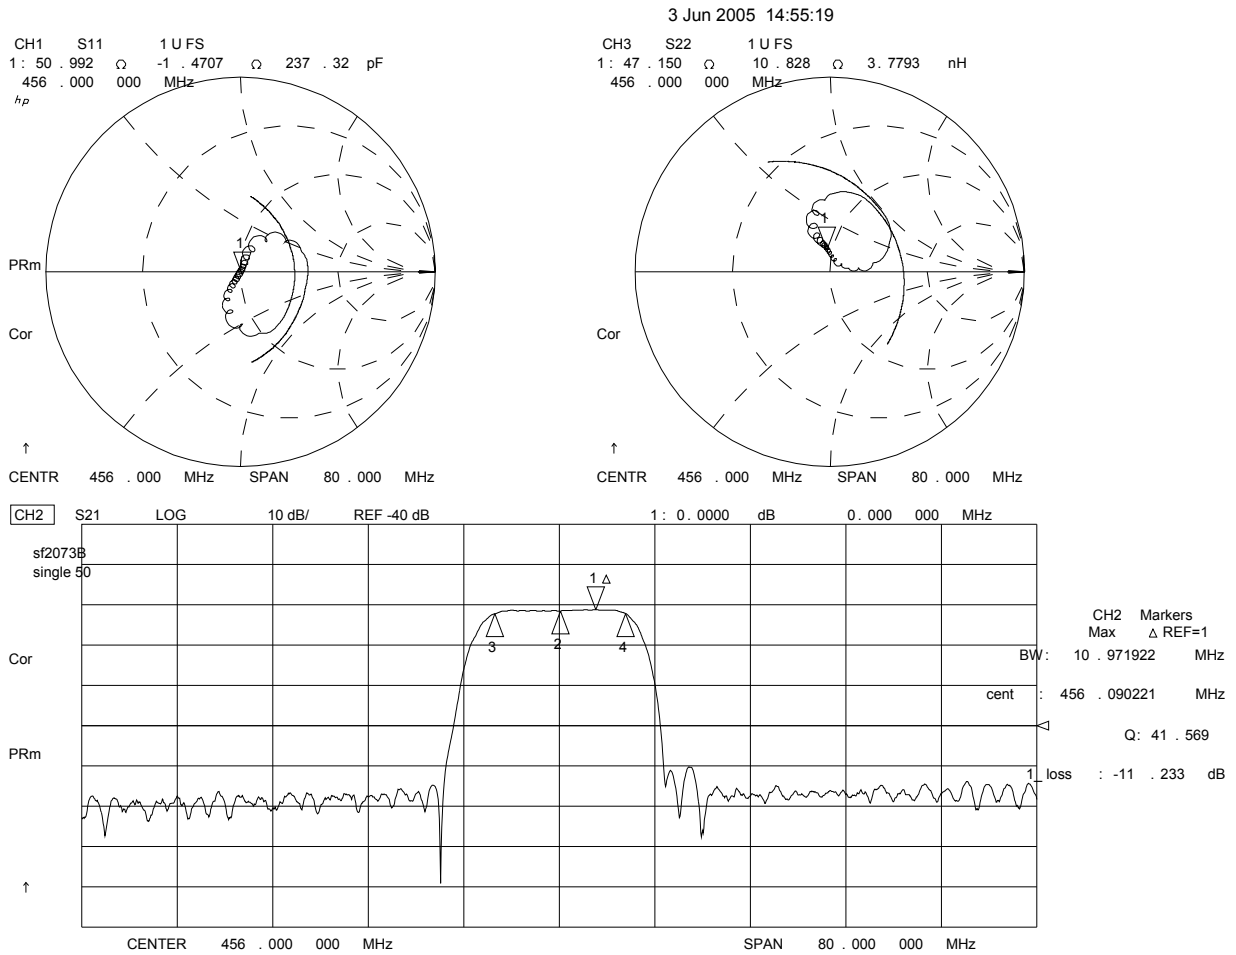 3 Jun 2005 14:55:19
CH1 S11 1 U FS
1 : 50 . 992 Ω -1 . 4707 Ω 237 . 32 pF
456 . 000 000 MHz
hp
1
PRm
Cor
↑
CENTR 456 . 000 MHz SPAN 80 . 000 MHz
CH3 S22 1 U FS
1 : 47 . 150 Ω 10 . 828 Ω 3 . 7793 nH
456 . 000 000 MHz
1
Cor
↑
CENTR 456 . 000 MHz SPAN 80 . 000 MHz
CH2 S21 LOG 10 dB/ REF -40 dB 1 : 0 . 0000 dB 0 . 000 000 MHz
sf2073B
single 50
1 Δ
3 2 4
Cor
PRm
↑
CH2 Markers
Max Δ REF=1
BW : 10 . 971922 MHz
cent : 456 . 090221 MHz
Q : 41 . 569
1_ loss : -11 . 233 dB
CENTER 456 . 000 000 MHz SPAN 80 . 000 000 MHz